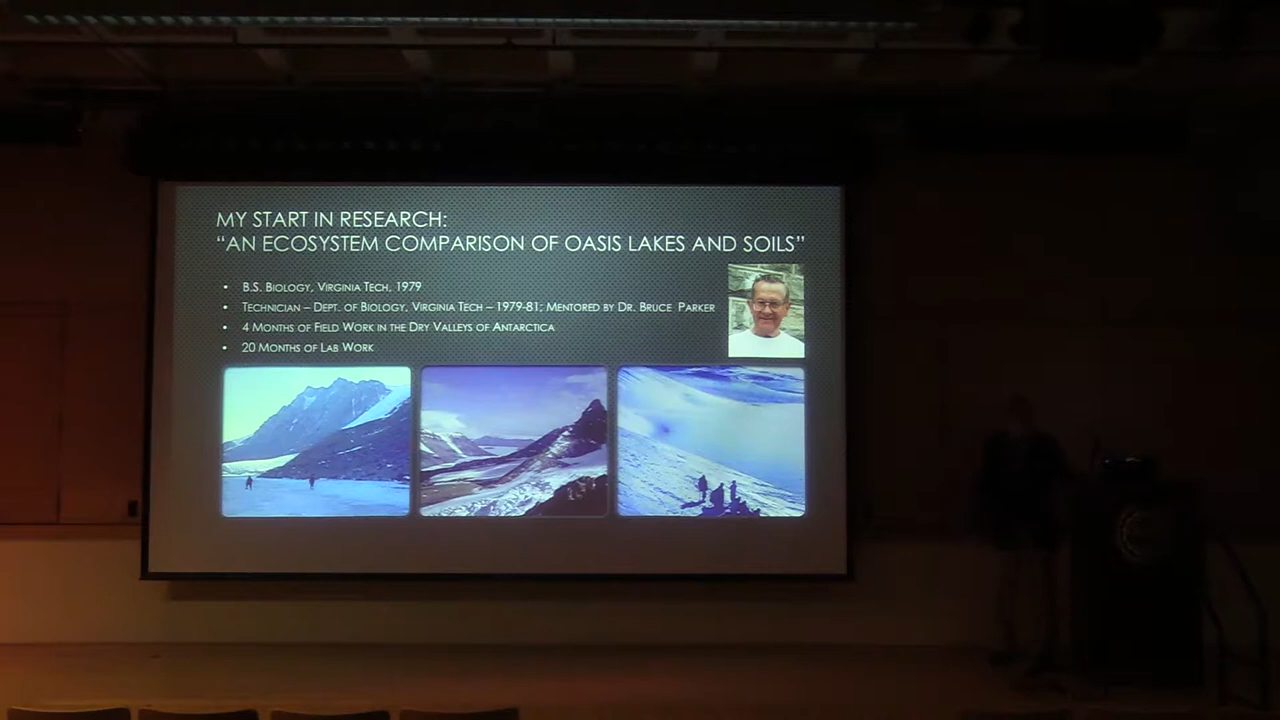 MY START IN RESEARCH:
“AN ECOSYSTEM COMPARISON OF OASIS LAKES AND SOILS”
• B.S. BIOLOGY, VIRGINIA TECH, 1979
• TECHNICIAN – DEPT. OF BIOLOGY, VIRGINIA TECH – 1979-81; MENTORED BY DR. BRUCE PARKER
• 4 MONTHS OF FIELD WORK IN THE DRY VALLEYS OF ANTARCTICA
• 20 MONTHS OF LAB WORK